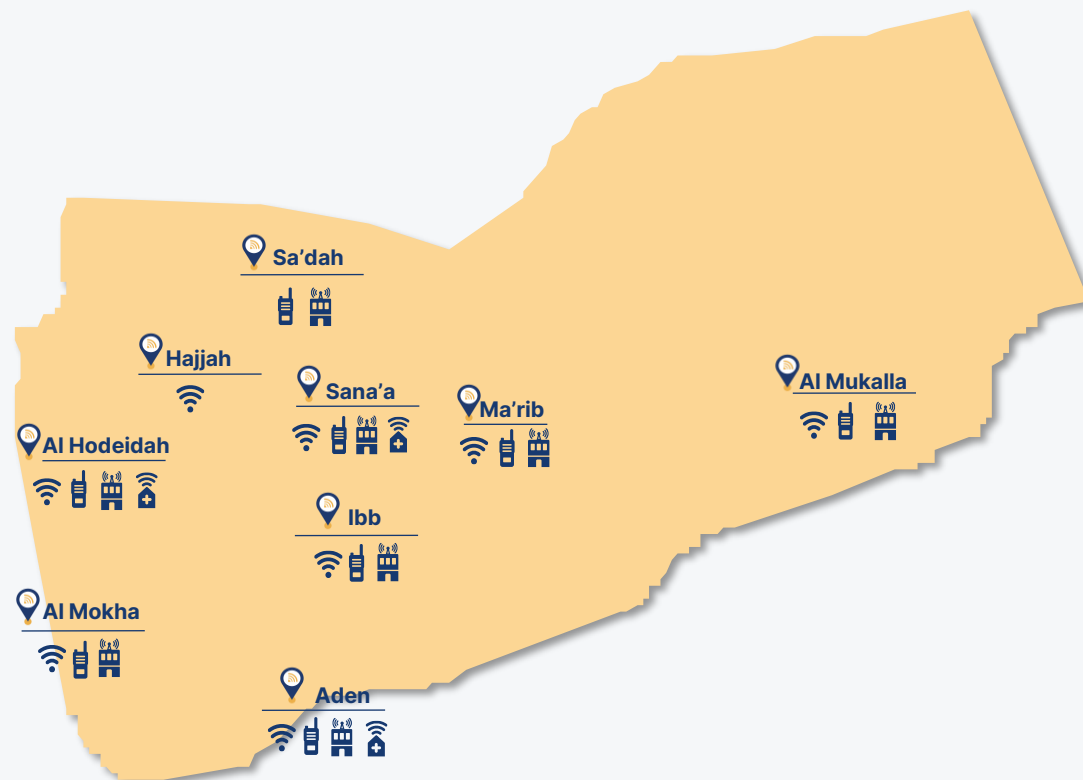 Sa'dah
Hajjah
Sana'a
Al Mukalla
Ma'rib
Al Hodeidah
Ibb
Al Mokha
Aden